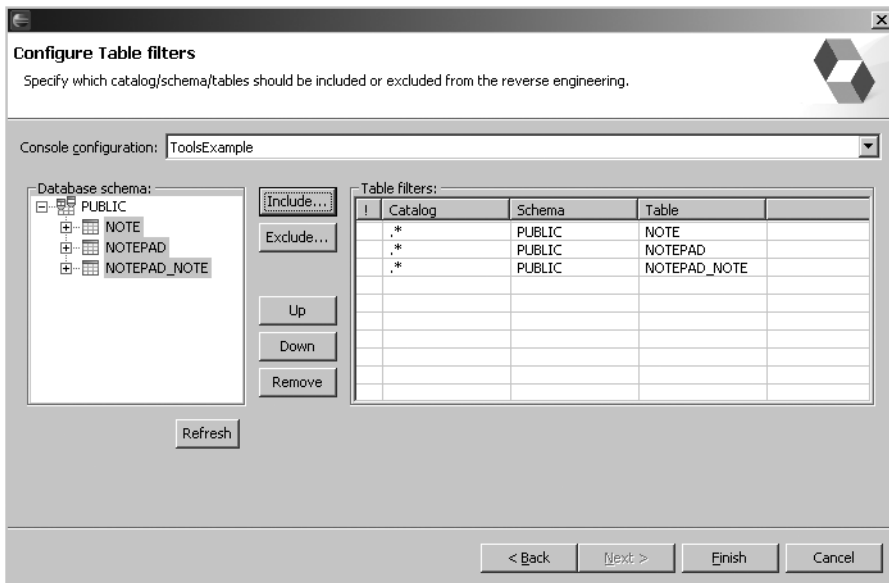 Configure Table filters
Specify which catalog/schema/tables should be included or excluded from the reverse engineering.
Console configuration: ToolsExample
Database schema:
PUBLIC
NOTE
NOTEPAD
NOTEPAD_NOTE
Refresh
Include...
Exclude...
Up
Down
Remove
Table filters:
! Catalog Schema Table
.* PUBLIC NOTE
.* PUBLIC NOTEPAD
.* PUBLIC NOTEPAD_NOTE
< Back Next > Finish Cancel